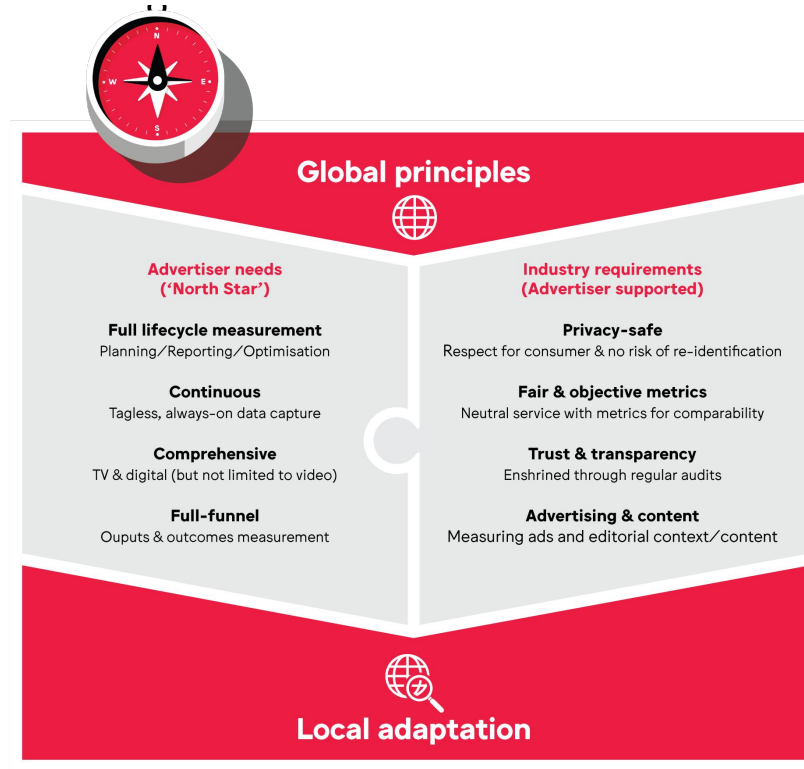 N
W
E
S
Global principles
Advertiser needs
(‘North Star’)
Full lifecycle measurement
Planning/Reporting/Optimisation
Continuous
Tagless, always-on data capture
Comprehensive
TV & digital (but not limited to video)
Full-funnel
Ouputs & outcomes measurement
Industry requirements
(Advertiser supported)
Privacy-safe
Respect for consumer & no risk of re-identification
Fair & objective metrics
Neutral service with metrics for comparability
Trust & transparency
Enshrined through regular audits
Advertising & content
Measuring ads and editorial context/content
Local adaptation